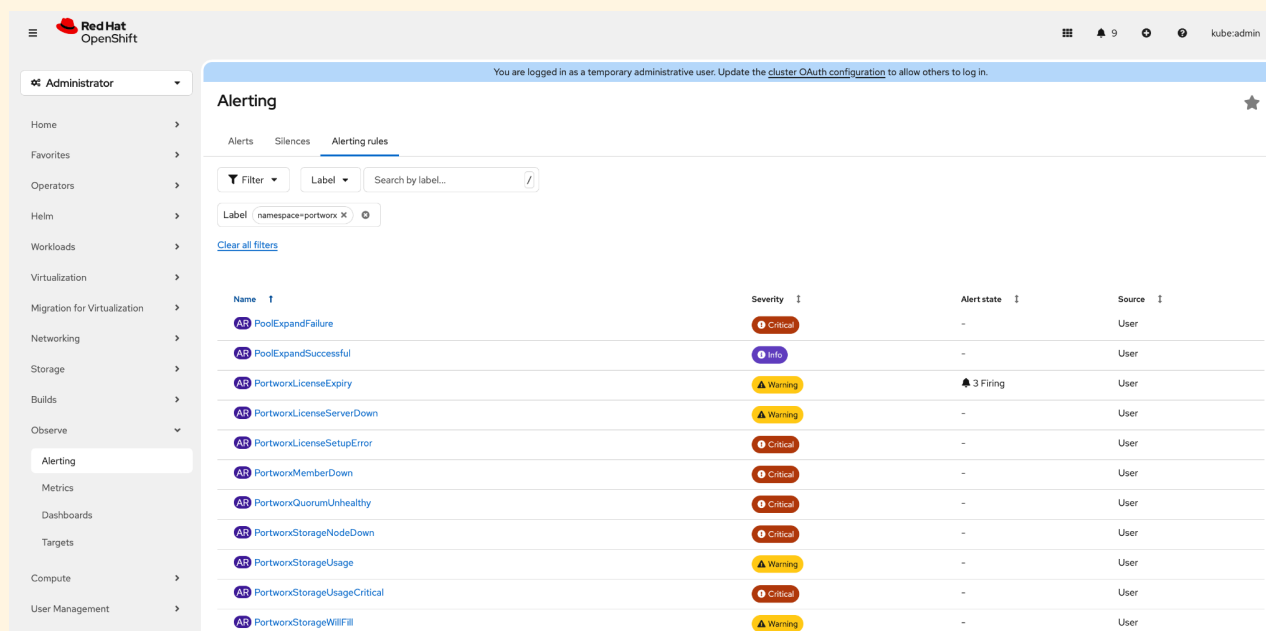 Red Hat
OpenShift
9
kube:admin
Administrator
Home
Favorites
Operators
Helm
Workloads
Virtualization
Migration for Virtualization
Networking
Storage
Builds
Observe
Alerting
Metrics
Dashboards
Targets
Compute
User Management
You are logged in as a temporary administrative user. Update the cluster OAuth configuration to allow others to log in.
Alerting
Alerts Silences Alerting rules
Filter Label Search by label... /
Label namespace=portworx
Clear all filters
Name Severity Alert state Source
AR PoolExpandFailure Critical - User
AR PoolExpandSuccessful Info - User
AR PortworxLicenseExpiry Warning 3 Firing User
AR PortworxLicenseServerDown Warning - User
AR PortworxLicenseSetupError Critical - User
AR PortworxMemberDown Critical - User
AR PortworxQuorumUnhealthy Critical - User
AR PortworxStorageNodeDown Critical - User
AR PortworxStorageUsage Warning - User
AR PortworxStorageUsageCritical Critical - User
AR PortworxStorageWillFill Warning - User